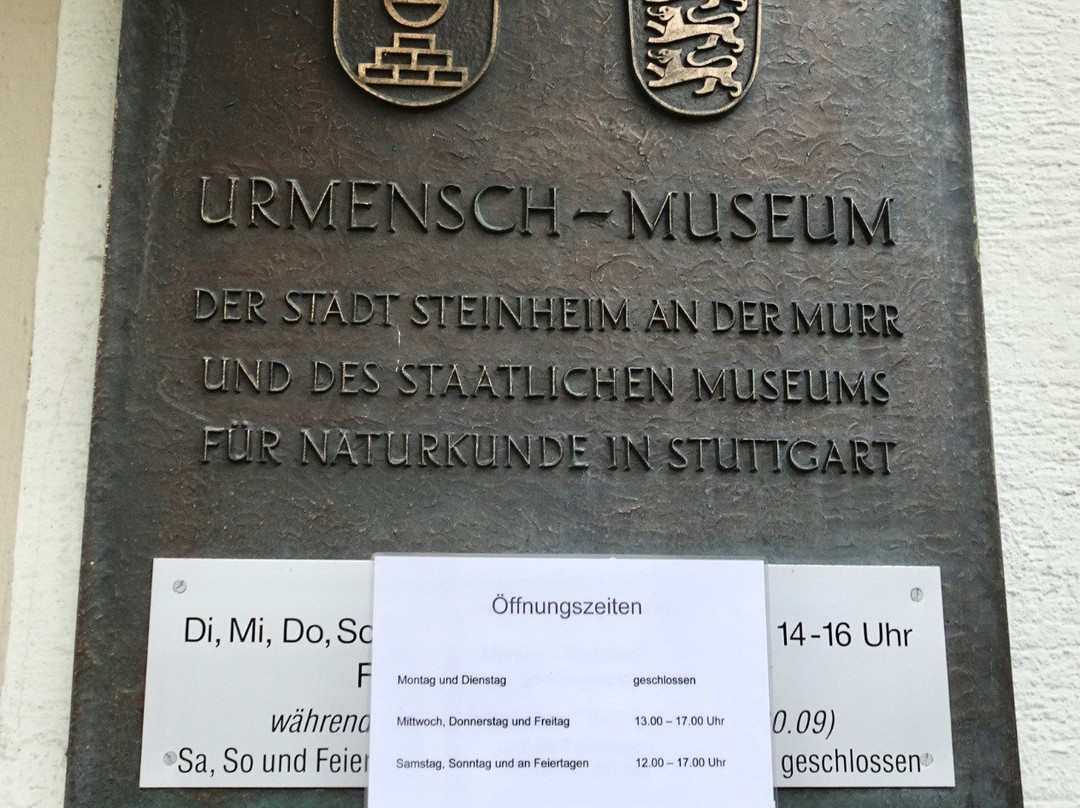 URMENSCH-MUSEUM
DER STADT STEINHEIM AN DER MURR
UND DES STAATLICHEN MUSEUMS
FÜR NATURKUNDE IN STUTTGART
Öffnungszeiten
Montag und Dienstag geschlossen
Mittwoch, Donnerstag und Freitag 13.00 – 17.00 Uhr
Samstag, Sonntag und an Feiertagen 12.00 – 17.00 Uhr
Di, Mi, Do, 14-16 Uhr
während 0.09)
Sa, So und geschlossen